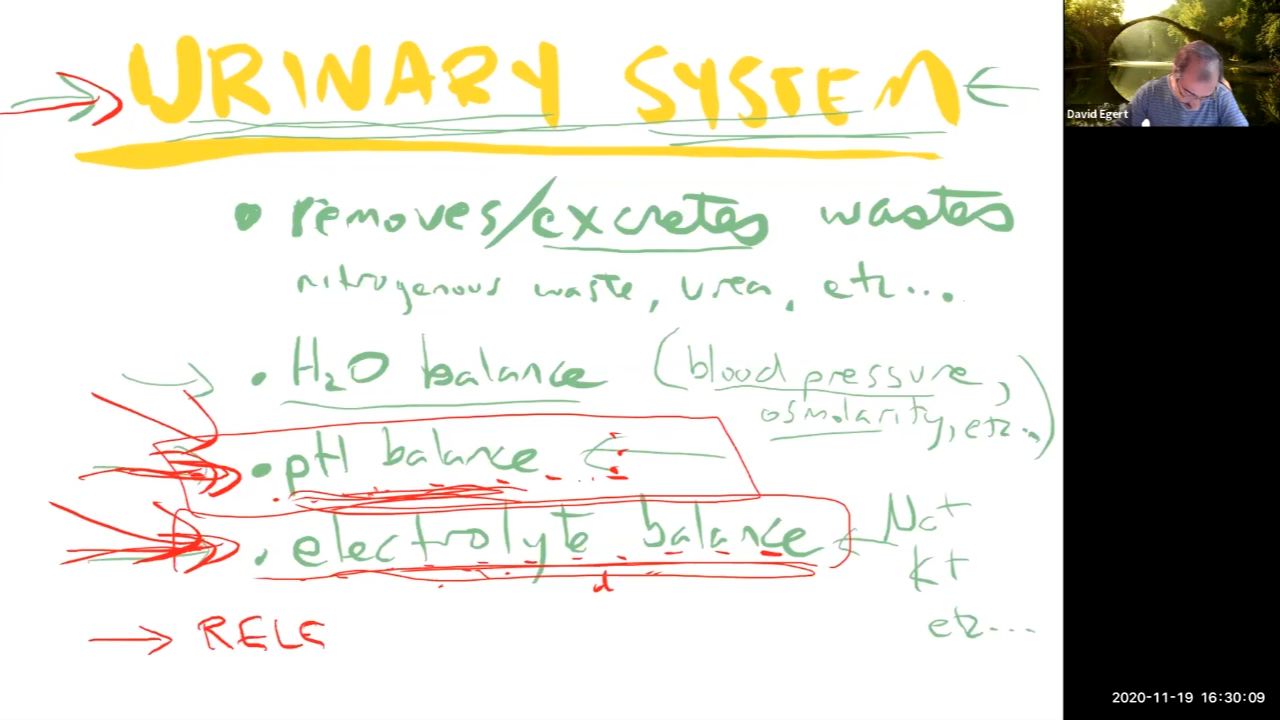 URINARY SYSTEM
• removes/excretes wastes
nitrogenous waste, urea, etc...
• H₂O balance (blood pressure,
osmolarity, etc..)
• pH balance
• electrolyte balance
Na+
K+
etc...
RELE
David Egert
2020-11-19 16:30:09